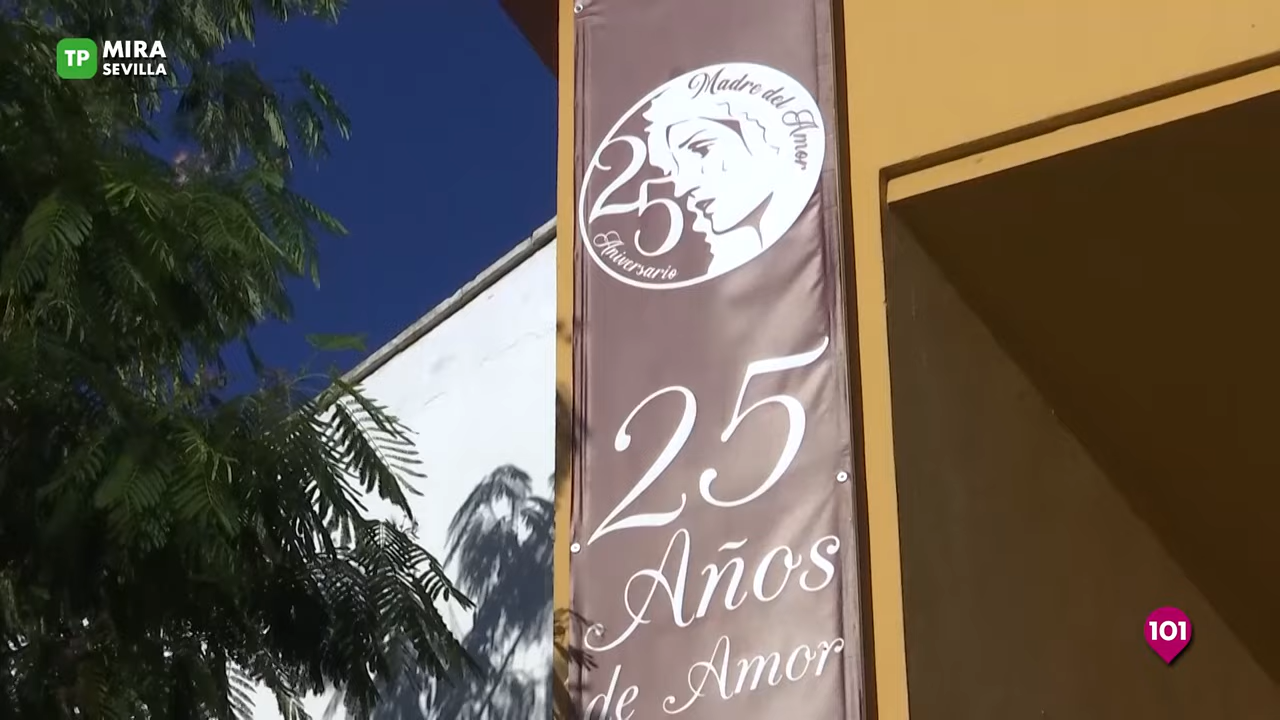 TP MIRA
SEVILLA
Madre del Amor
25
Aniversario
25
Años
de Amor
101